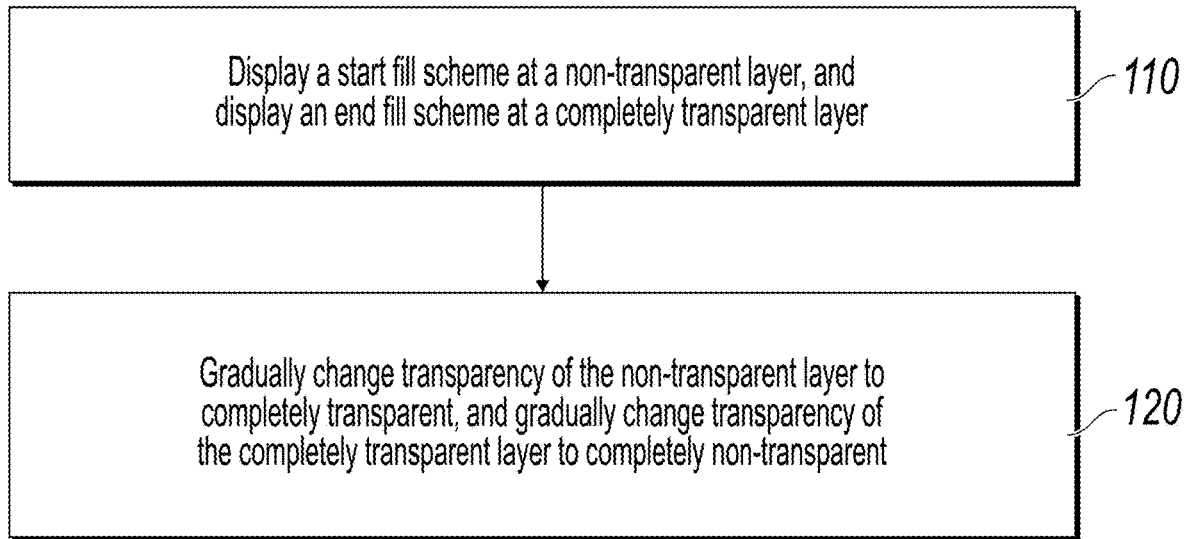 Display a start fill scheme at a non-transparent layer, and
display an end fill scheme at a completely transparent layer
110
Gradually change transparency of the non-transparent layer to
completely transparent, and gradually change transparency of
the completely transparent layer to completely non-transparent
120